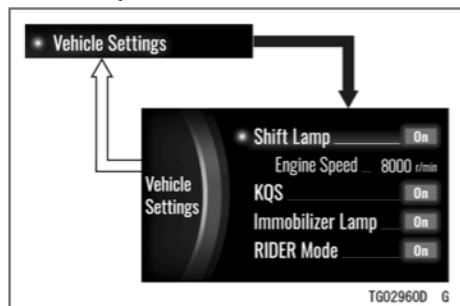 Vehicle Settings
Shift Lamp On
Engine Speed 8000 r/min
Vehicle Settings
KQS On
Immobilizer Lamp On
RIDER Mode On
TG02960D G